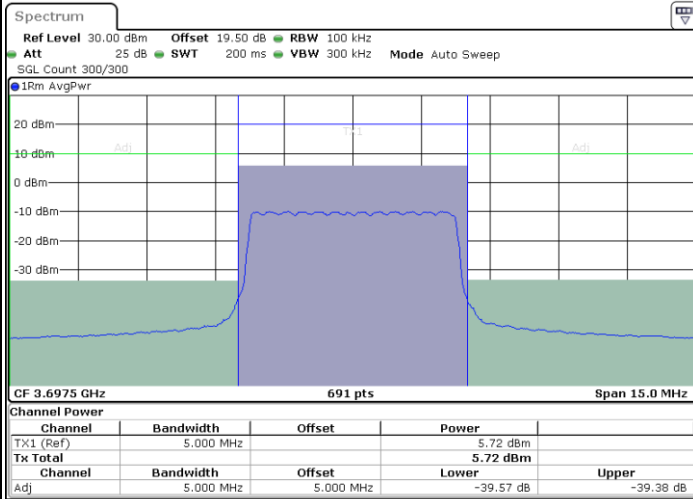 Spectrum
Ref Level 30.00 dBm Offset 19.50 dB RBW 100 kHz
Att 25 dB SWT 200 ms VBW 300 kHz Mode Auto Sweep
SGL Count 300/300
1Rm AvgPwr
20 dBm
TX1
Adj
Adj
10 dBm
0 dBm
-10 dBm
-20 dBm
-30 dBm
CF 3.6975 GHz 691 pts Span 15.0 MHz
Channel Power
Channel Bandwidth Offset Power
TX1 (Ref) 5.000 MHz 5.72 dBm
Tx Total 5.72 dBm
Channel Bandwidth Offset Lower Upper
Adj 5.000 MHz 5.000 MHz -39.57 dB -39.38 dB